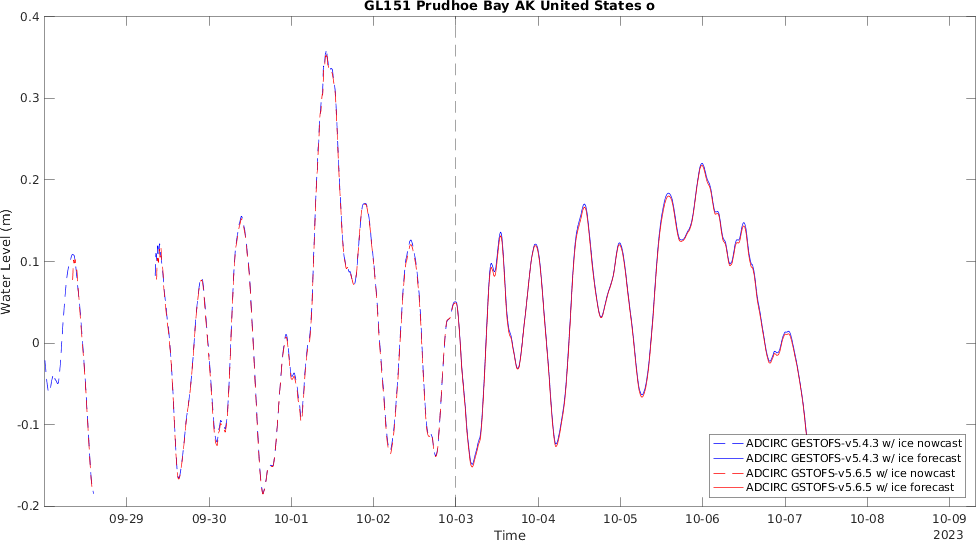 GL151 Prudhoe Bay AK United States o
0.4
0.3
0.2
0.1
0
-0.1
-0.2
Water Level (m)
09-29
09-30
10-01
10-02
10-03
10-04
10-05
10-06
10-07
10-08
10-09
Time
2023
ADCIRC GESTOFS-v5.4.3 w/ ice nowcast
ADCIRC GESTOFS-v5.4.3 w/ ice forecast
ADCIRC GSTOFS-v5.6.5 w/ ice nowcast
ADCIRC GSTOFS-v5.6.5 w/ ice forecast